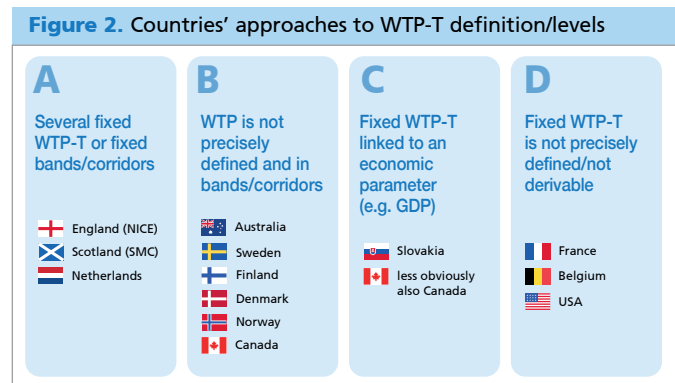 Figure 2. Countries' approaches to WTP-T definition/levels
A
Several fixed
WTP-T or fixed
bands/corridors
England (NICE)
Scotland (SMC)
Netherlands
B
WTP is not
precisely
defined and in
bands/corridors
Australia
Sweden
Finland
Denmark
Norway
Canada
C
Fixed WTP-T
linked to an
economic
parameter
(e.g. GDP)
Slovakia
less obviously
also Canada
D
Fixed WTP-T
is not precisely
defined/not
derivable
France
Belgium
USA